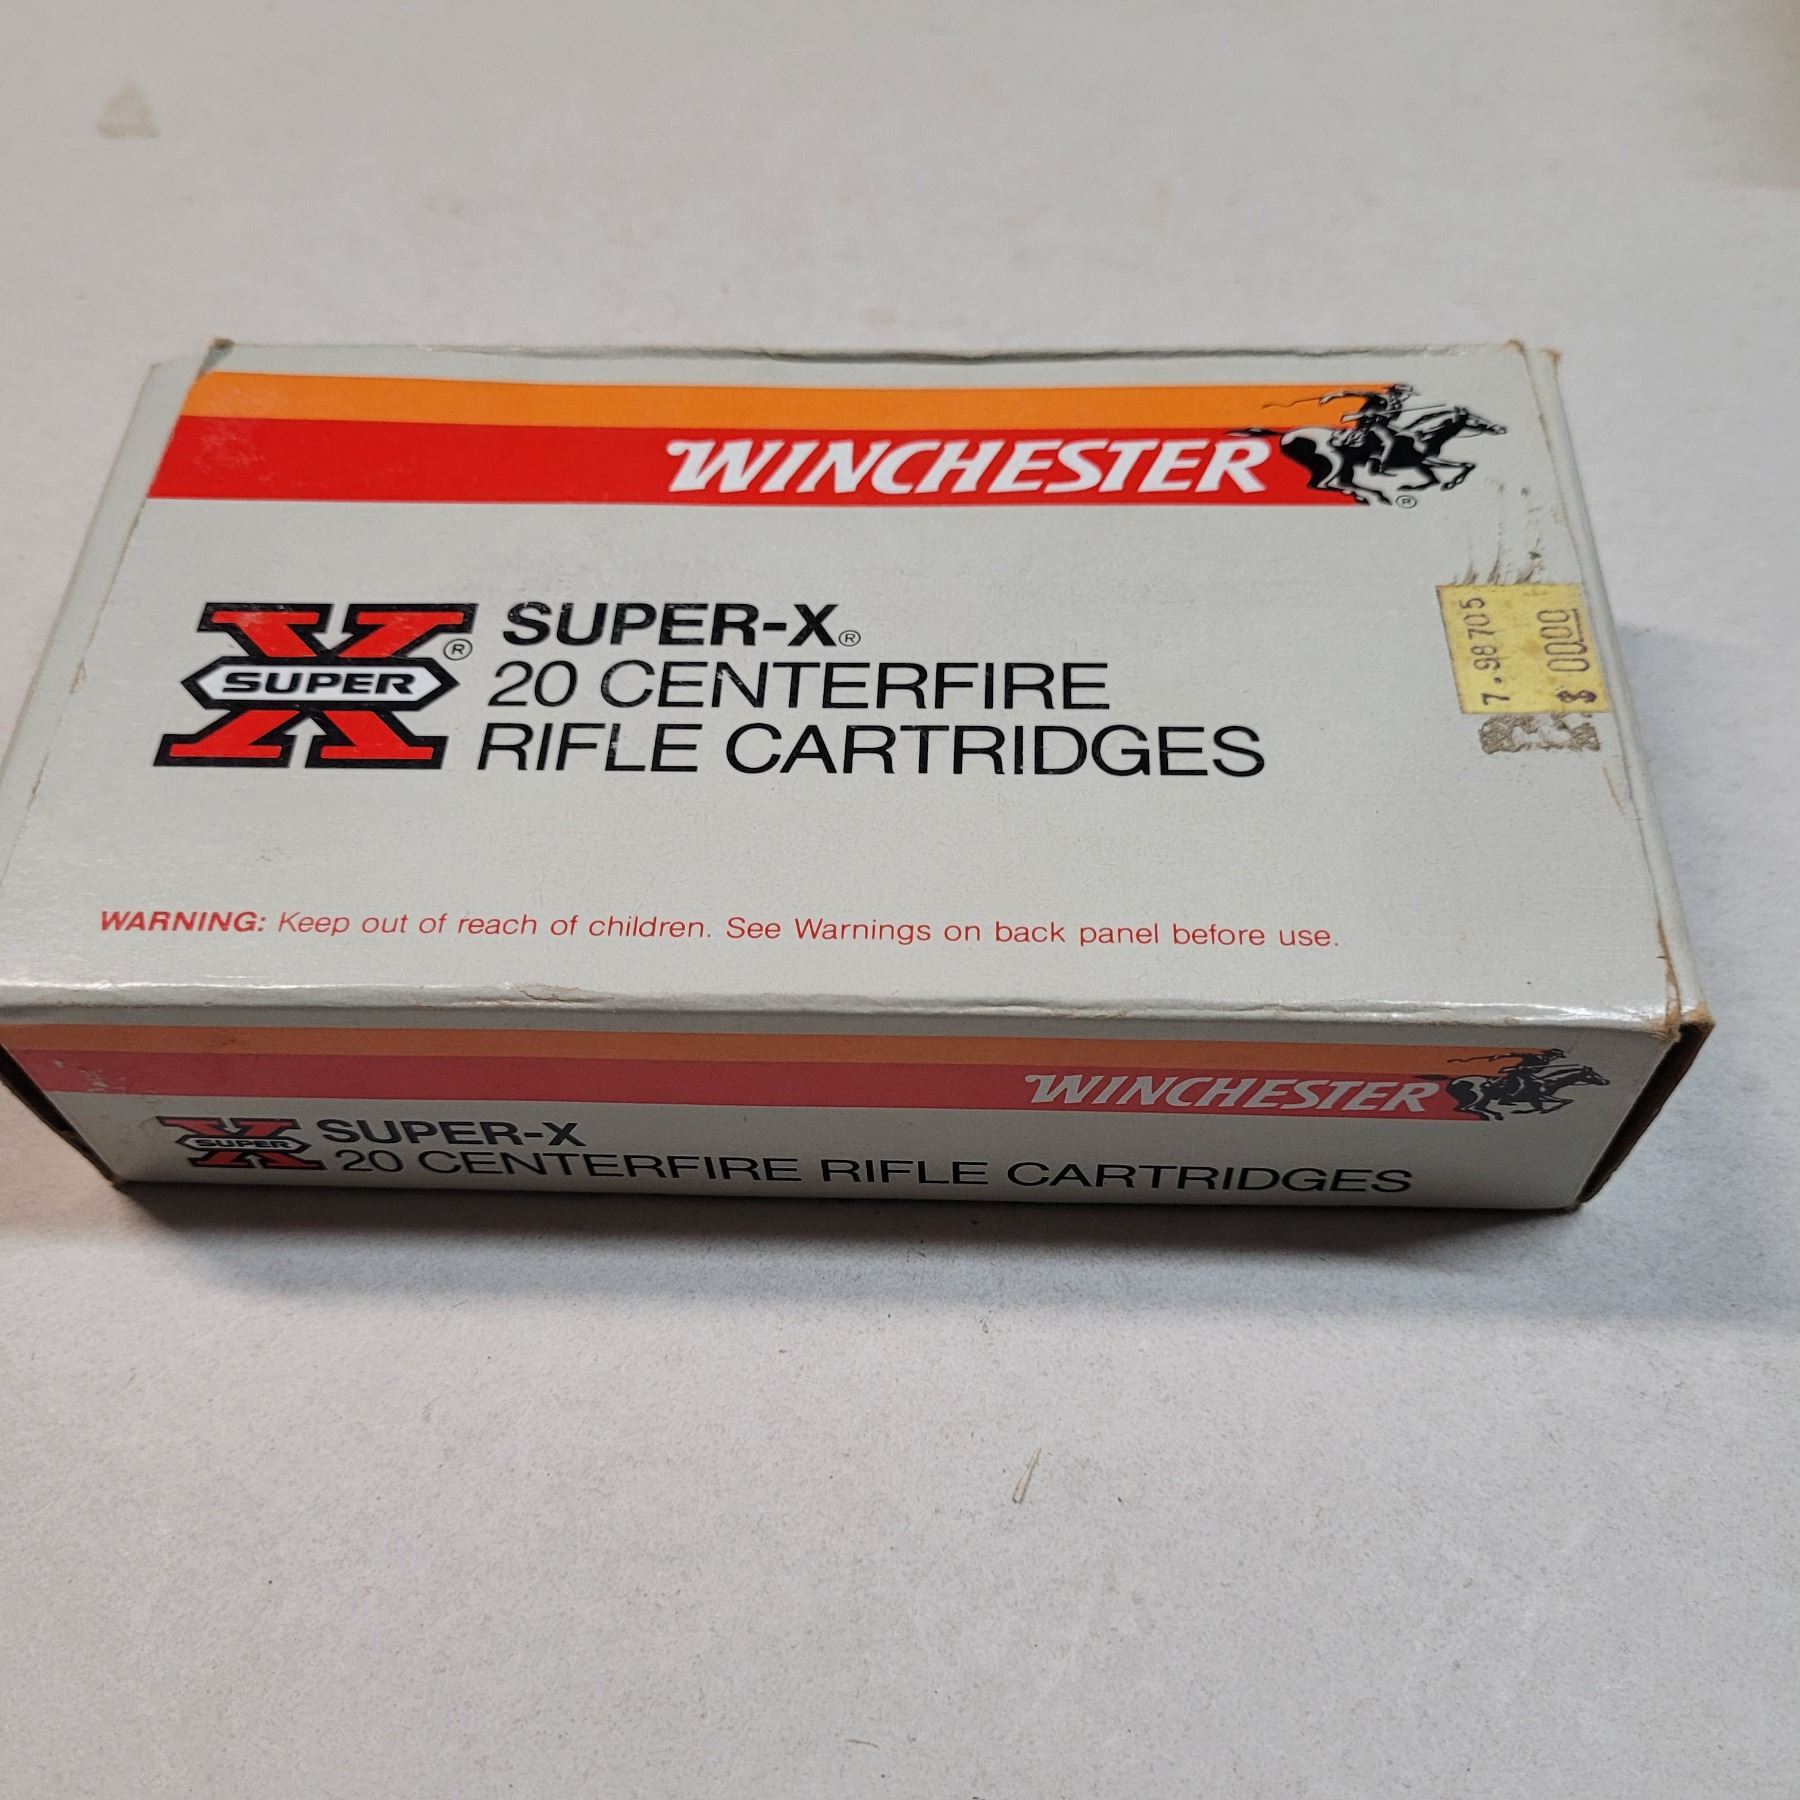 WINCHESTER
®
SUPER
®
SUPER-X®
20 CENTERFIRE
RIFLE CARTRIDGES
7.98705
$ 0000
WARNING: Keep out of reach of children. See Warnings on back panel before use.
WINCHESTER
SUPER
SUPER-X
20 CENTERFIRE RIFLE CARTRIDGES